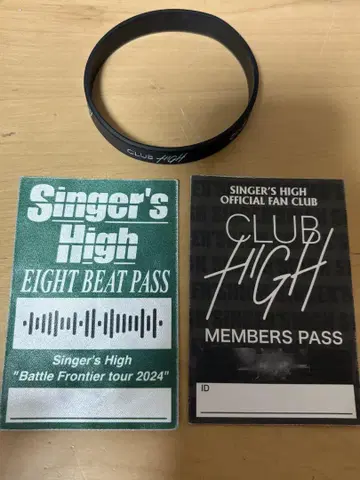 CLUB HIGH
Singer's
High
EIGHT BEAT PASS
Singer's High
"Battle Frontier tour 2024"
SINGER'S HIGH
OFFICIAL FAN CLUB
CLUB
HIGH
MEMBERS PASS
ID